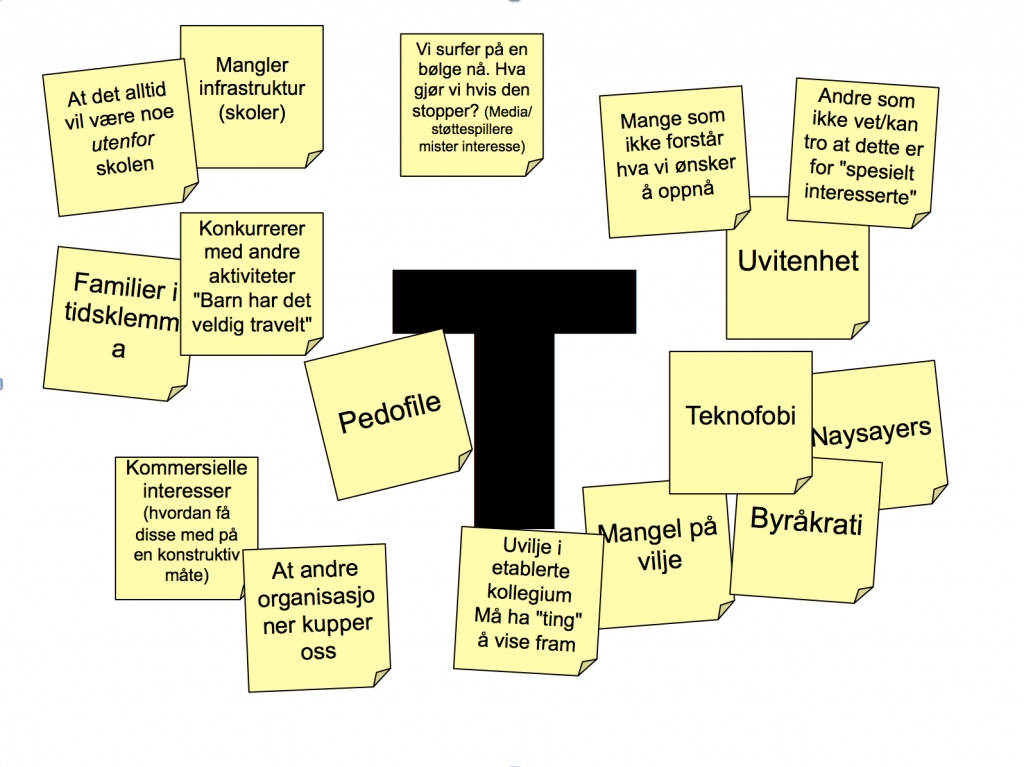 At det alltid
vil være noe
utenfor
skolen
Mangler
infrastruktur
(skoler)
Vi surfer på en
bølge nå. Hva
gjør vi hvis den
stopper? (Media/
støttespillere
mister interesse)
Mange som
ikke forstår
hva vi ønsker
å oppnå
Andre som
ikke vet/kan
tro at dette er
for "spesielt
interesserte"
Uvitenhet
Familier i
tidsklemm
a
Konkurrerer
med andre
aktiviteter
"Barn har det
veldig travelt"
T
Pedofile
Teknofobi
Naysayers
Kommersielle
interesser
(hvordan få
disse med på
en konstruktiv
måte)
At andre
organisasjo
ner kupper
oss
Uvilje i
etablerte
kollegium
Må ha "ting"
å vise fram
Mangel på
vilje
Byråkrati